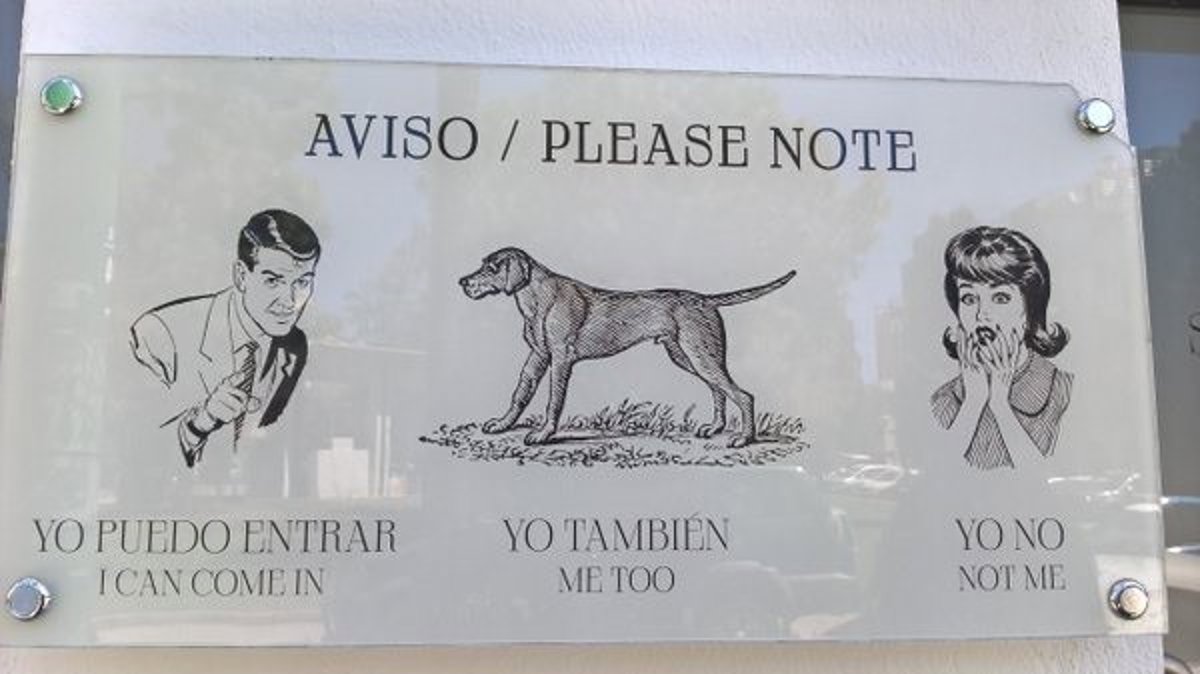 AVISO / PLEASE NOTE
YO PUEDO ENTRAR
I CAN COME IN
YO TAMBIÉN
ME TOO
YO NO
NOT ME